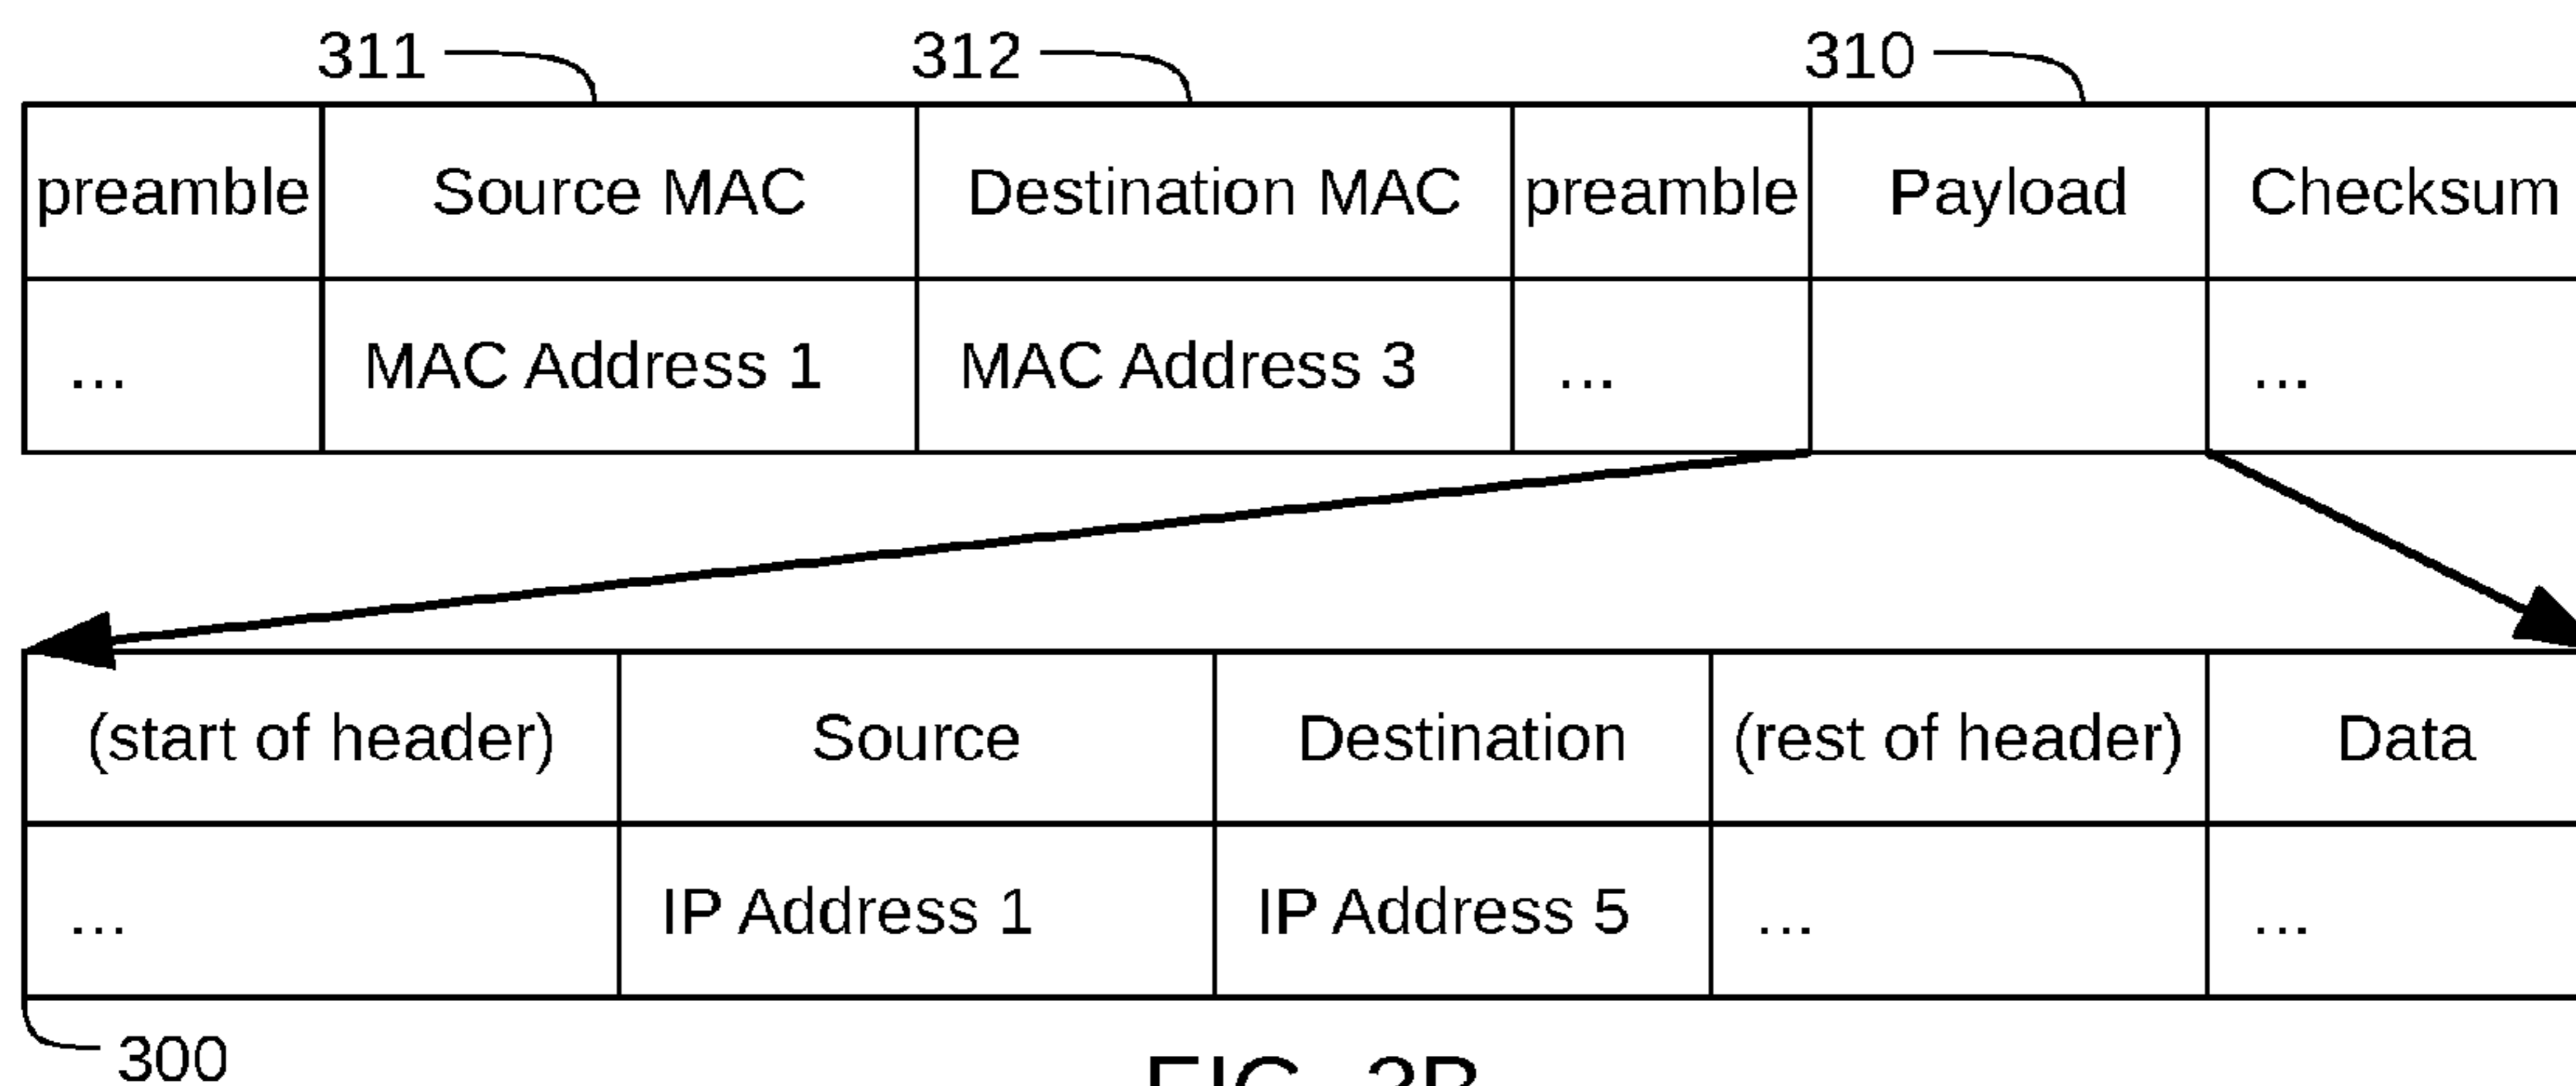 311 312 310
preamble Source MAC Destination MAC preamble Payload Checksum
... MAC Address 1 MAC Address 3 ... ...
(start of header) Source Destination (rest of header) Data
... IP Address 1 IP Address 5 ... ...
300